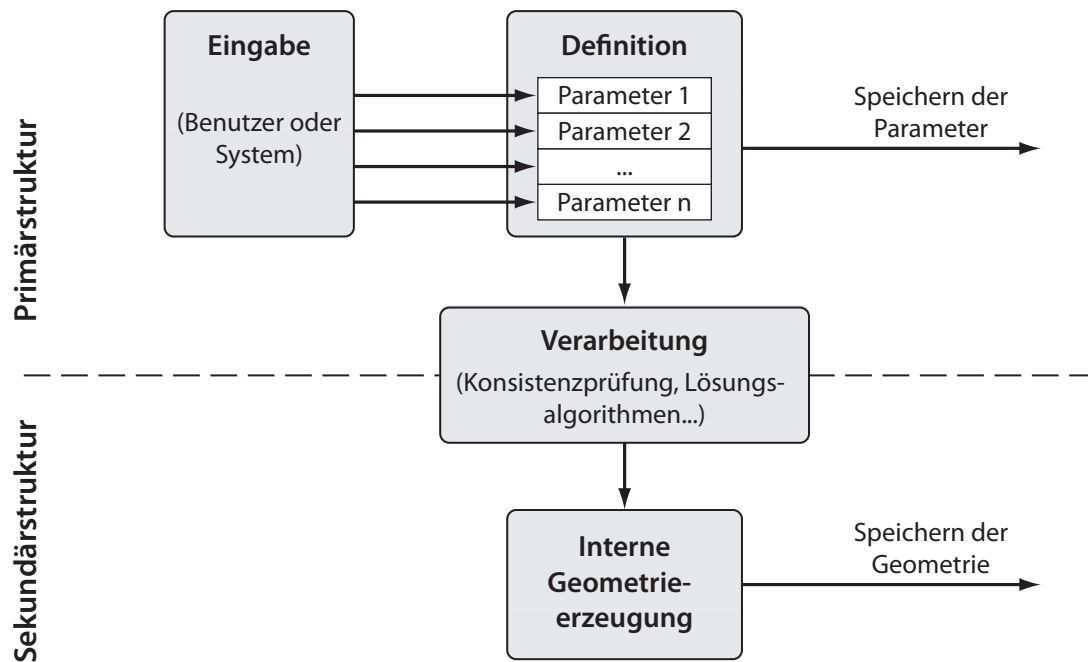 Primärstruktur
Eingabe
(Benutzer oder
System)
Definition
Parameter 1
Parameter 2
...
Parameter n
Speichern der
Parameter
Verarbeitung
(Konsistenzprüfung, Lösungs-
algorithmen...)
Sekundärstruktur
Interne
Geometrie-
erzeugung
Speichern der
Geometrie